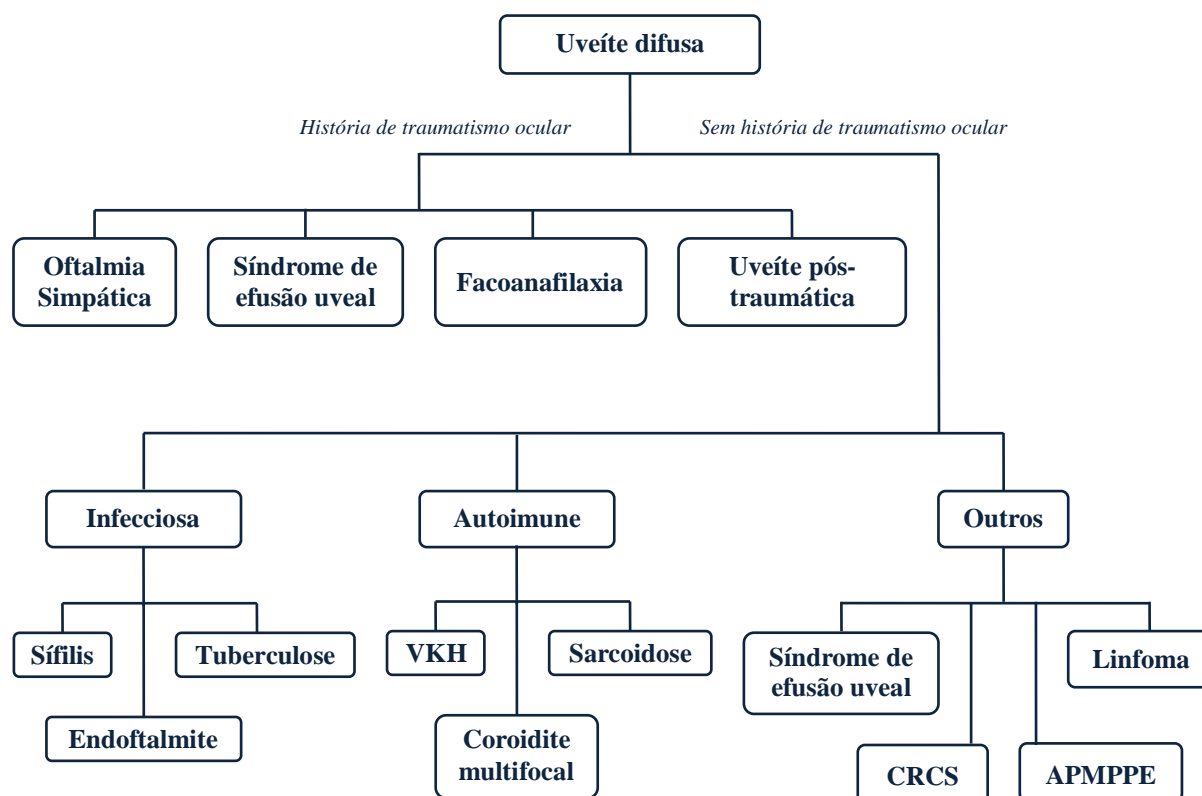 Uveíte difusa
História de traumatismo ocular
Sem história de traumatismo ocular
Oftalmia
Simpática
Síndrome de
efusão uveal
Facoanafilaxia
Uveíte pós-
traumática
Infecciosa
Autoimune
Outros
Sífilis
Tuberculose
Endoftalmite
VKH
Sarcoidose
Coroidite
multifocal
Síndrome de
efusão uveal
Linfoma
CRCS
APMPPE